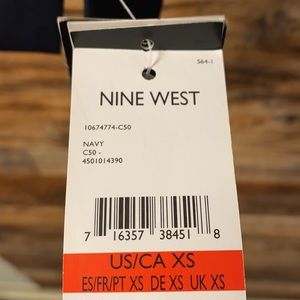 564-1
NINE WEST
10674774-C50
NAVY
C50 -
4501014390
7 16357 38451 8
US/CA XS
ES/FR/PT XS DE XS UK XS